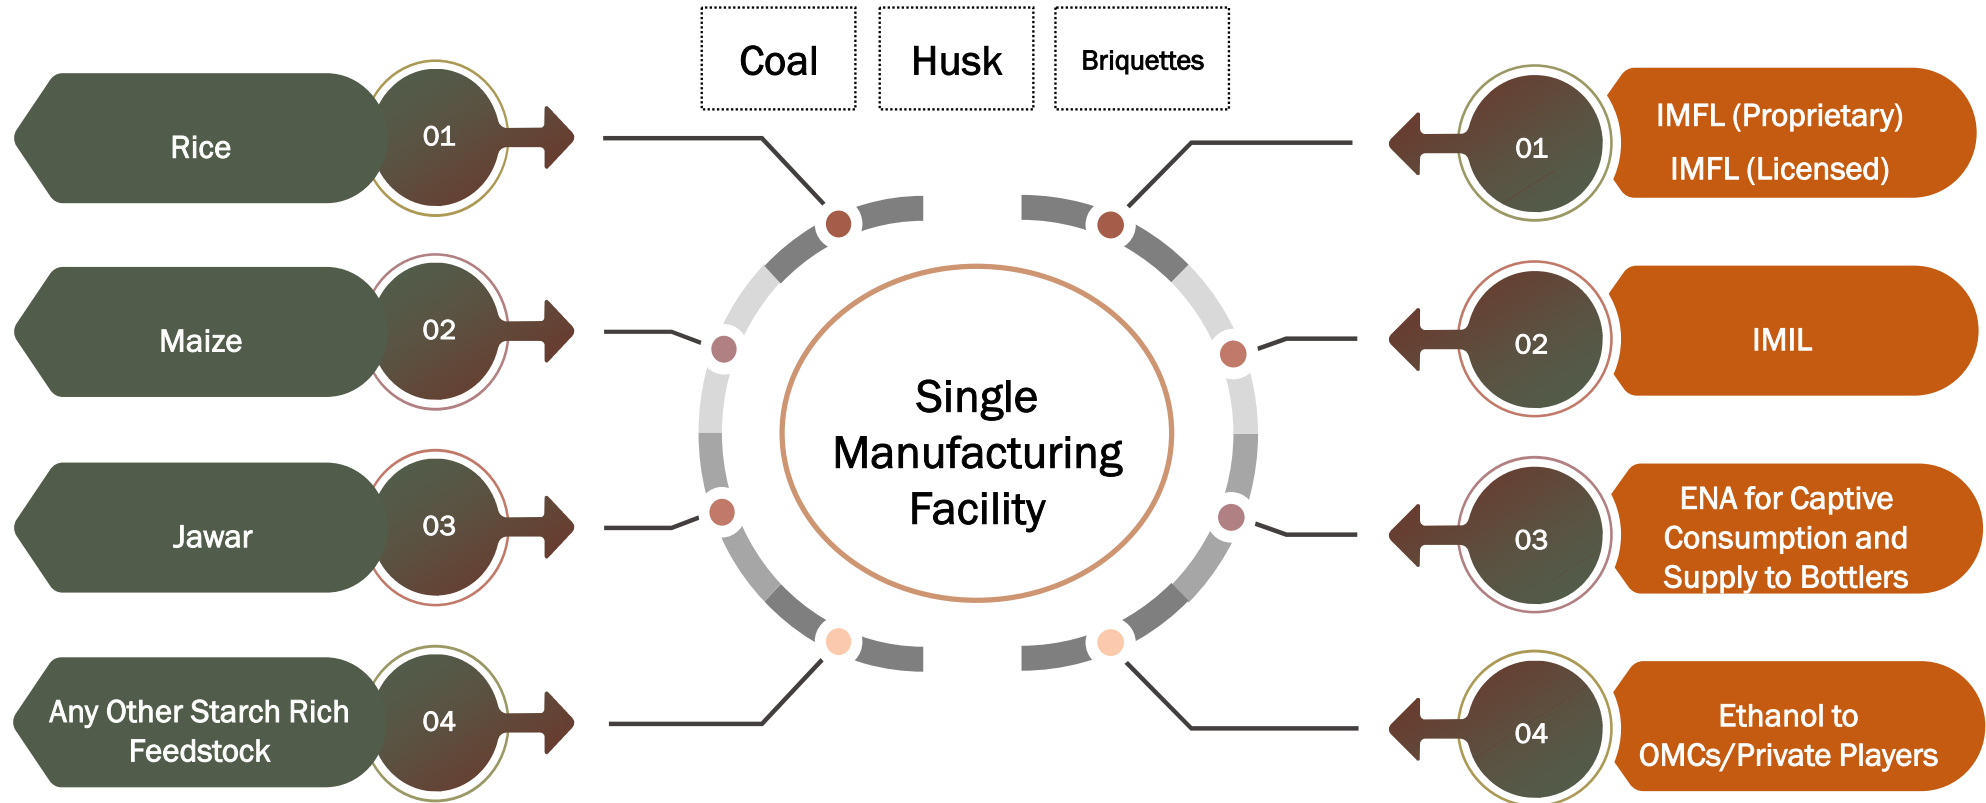 Coal
Husk
Briquettes
Rice
01
Maize
02
Jawar
03
Any Other Starch Rich
Feedstock
04
Single
Manufacturing
Facility
01
IMFL (Proprietary)
IMFL (Licensed)
02
IMIL
03
ENA for Captive
Consumption and
Supply to Bottlers
04
Ethanol to
OMCs/Private Players